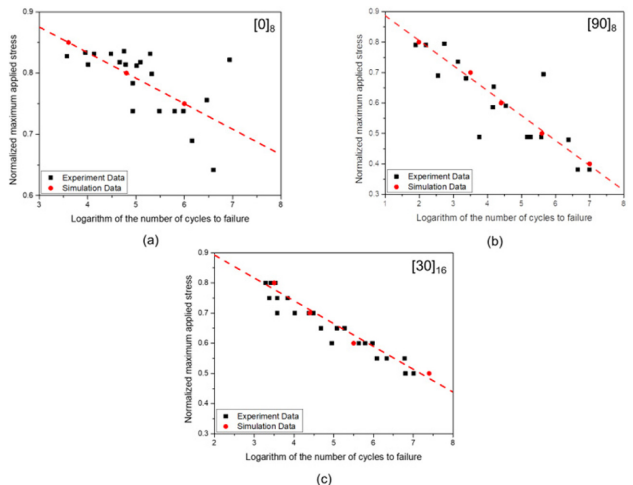 [0]8
0.9
0.8
0.7
0.6
Normalized maximum applied stress
Experiment Data
Simulation Data
3 4 5 6 7 8
Logarithm of the number of cycles to failure
(a)
[90]8
0.9
0.8
0.7
0.6
0.5
0.4
0.3
Normalized maximum applied stress
Experiment Data
Simulation Data
1 2 3 4 5 6 7 8
Logarithm of the number of cycles to failure
(b)
[30]16
0.9
0.8
0.7
0.6
0.5
0.4
0.3
Normalized maximum applied stress
Experiment Data
Simulation Data
2 3 4 5 6 7 8
Logarithm of the number of cycles to failure
(c)